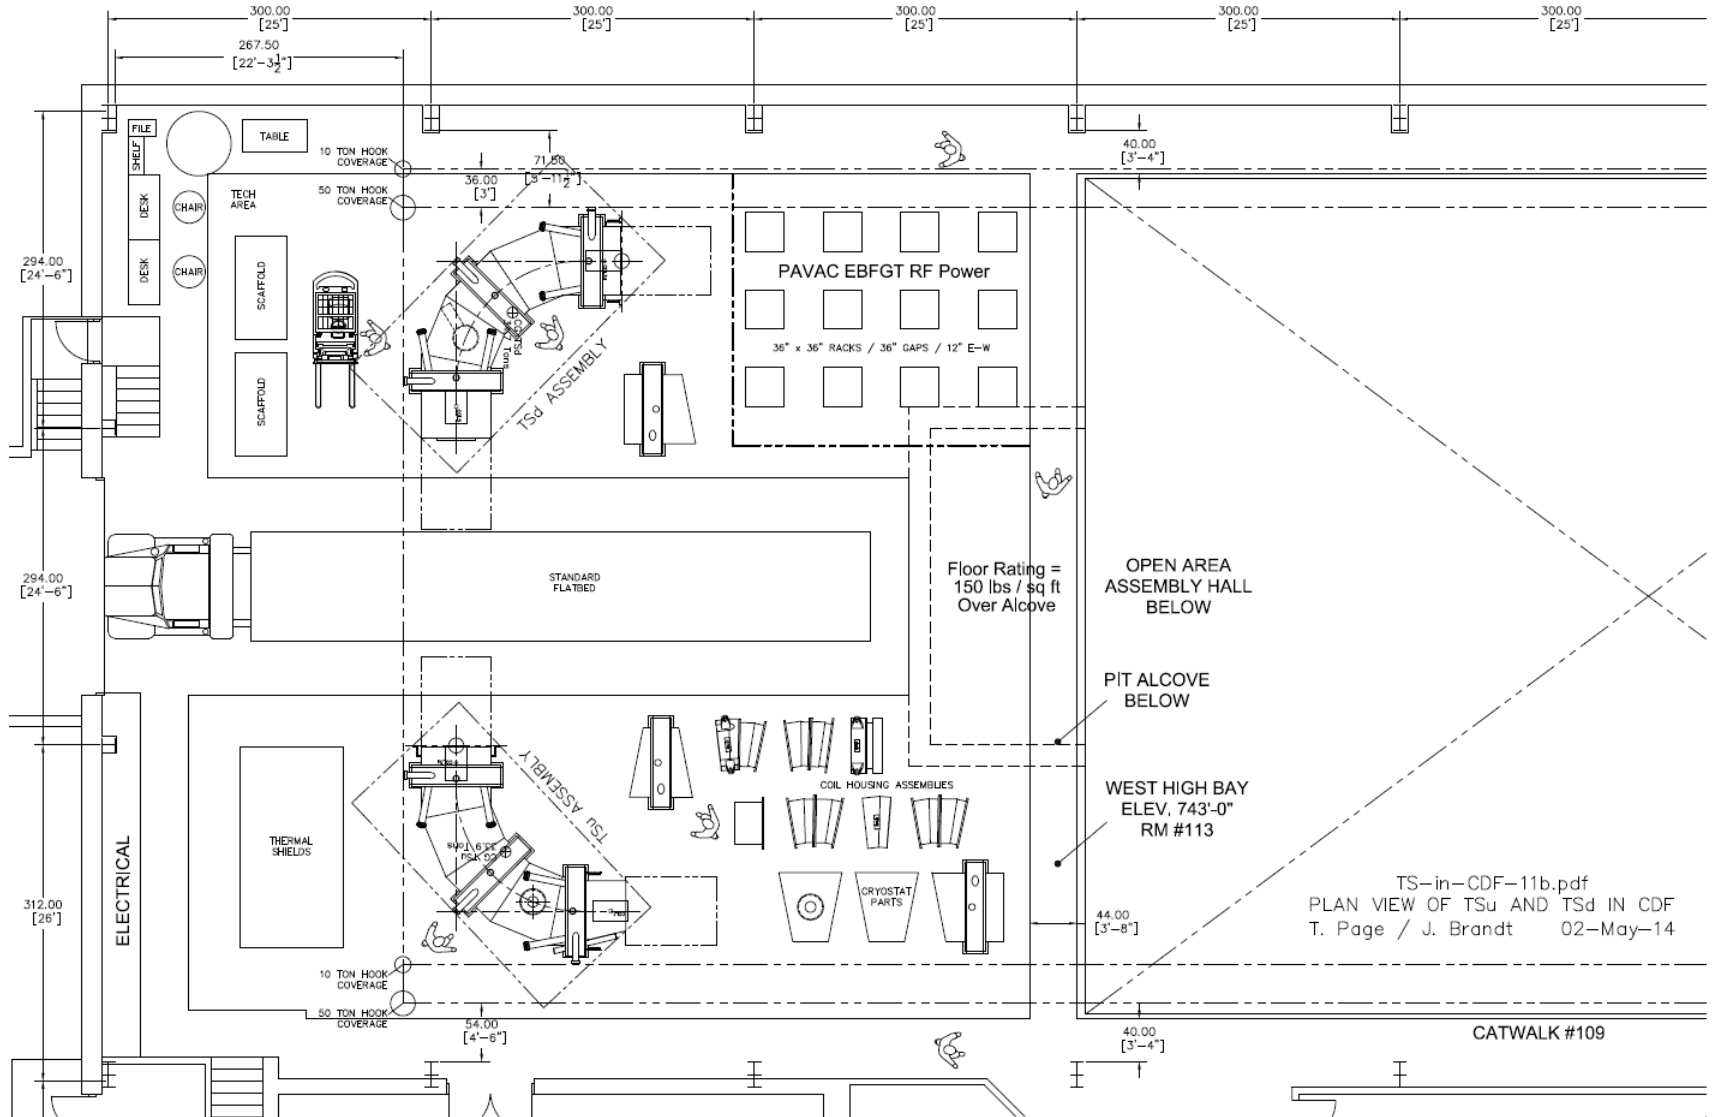 300.00
[25']
300.00
[25']
300.00
[25']
300.00
[25']
300.00
[25']
267.50
[22'-3½"]
FILE
SHELF
TABLE
10 TON HOOK
COVERAGE
71.50
40.00
[3'-4"]
36.00
[3']
50 TON HOOK
COVERAGE
TECH
AREA
DESK
CHAIR
294.00
[24'-6"]
DESK
CHAIR
SCAFFOLD
SCAFFOLD
TSd ASSEMBLY
PAVAC EBFGT RF Power
36" x 36" RACKS / 36" GAPS / 12" E-W
294.00
[24'-6"]
STANDARD
FLATBED
Floor Rating =
150 lbs / sq ft
Over Alcove
OPEN AREA
ASSEMBLY HALL
BELOW
PIT ALCOVE
BELOW
TSu ASSEMBLY
COIL HOUSING ASSEMBLIES
WEST HIGH BAY
ELEV. 743'-0"
RM #113
THERMAL
SHIELDS
33.9 Tons
CG TSu
ELECTRICAL
312.00
[26']
CRYOSTAT
PARTS
TS-in-CDF-11b.pdf
PLAN VIEW OF TSu AND TSd IN CDF
T. Page / J. Brandt 02-May-14
44.00
[3'-8"]
10 TON HOOK
COVERAGE
50 TON HOOK
COVERAGE
54.00
[4'-6"]
40.00
[3'-4"]
CATWALK #109